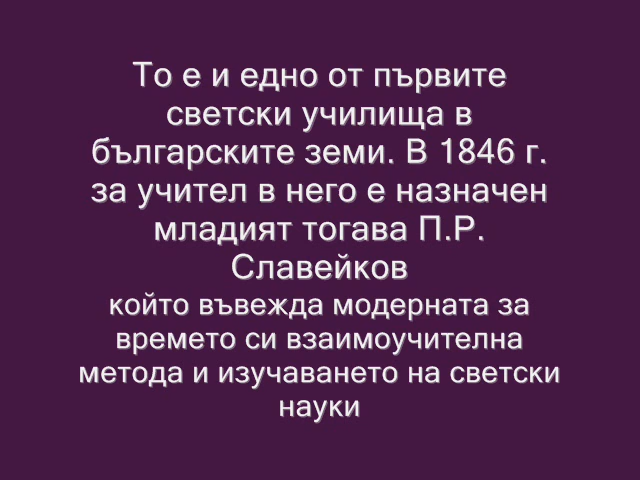 То е и едно от първите
светски училища в
българските земи. В 1846 г.
за учител в него е назначен
младият тогава П.Р.
Славейков
който въвежда модерната за
времето си взаимоучителна
метода и изучаването на светски
науки